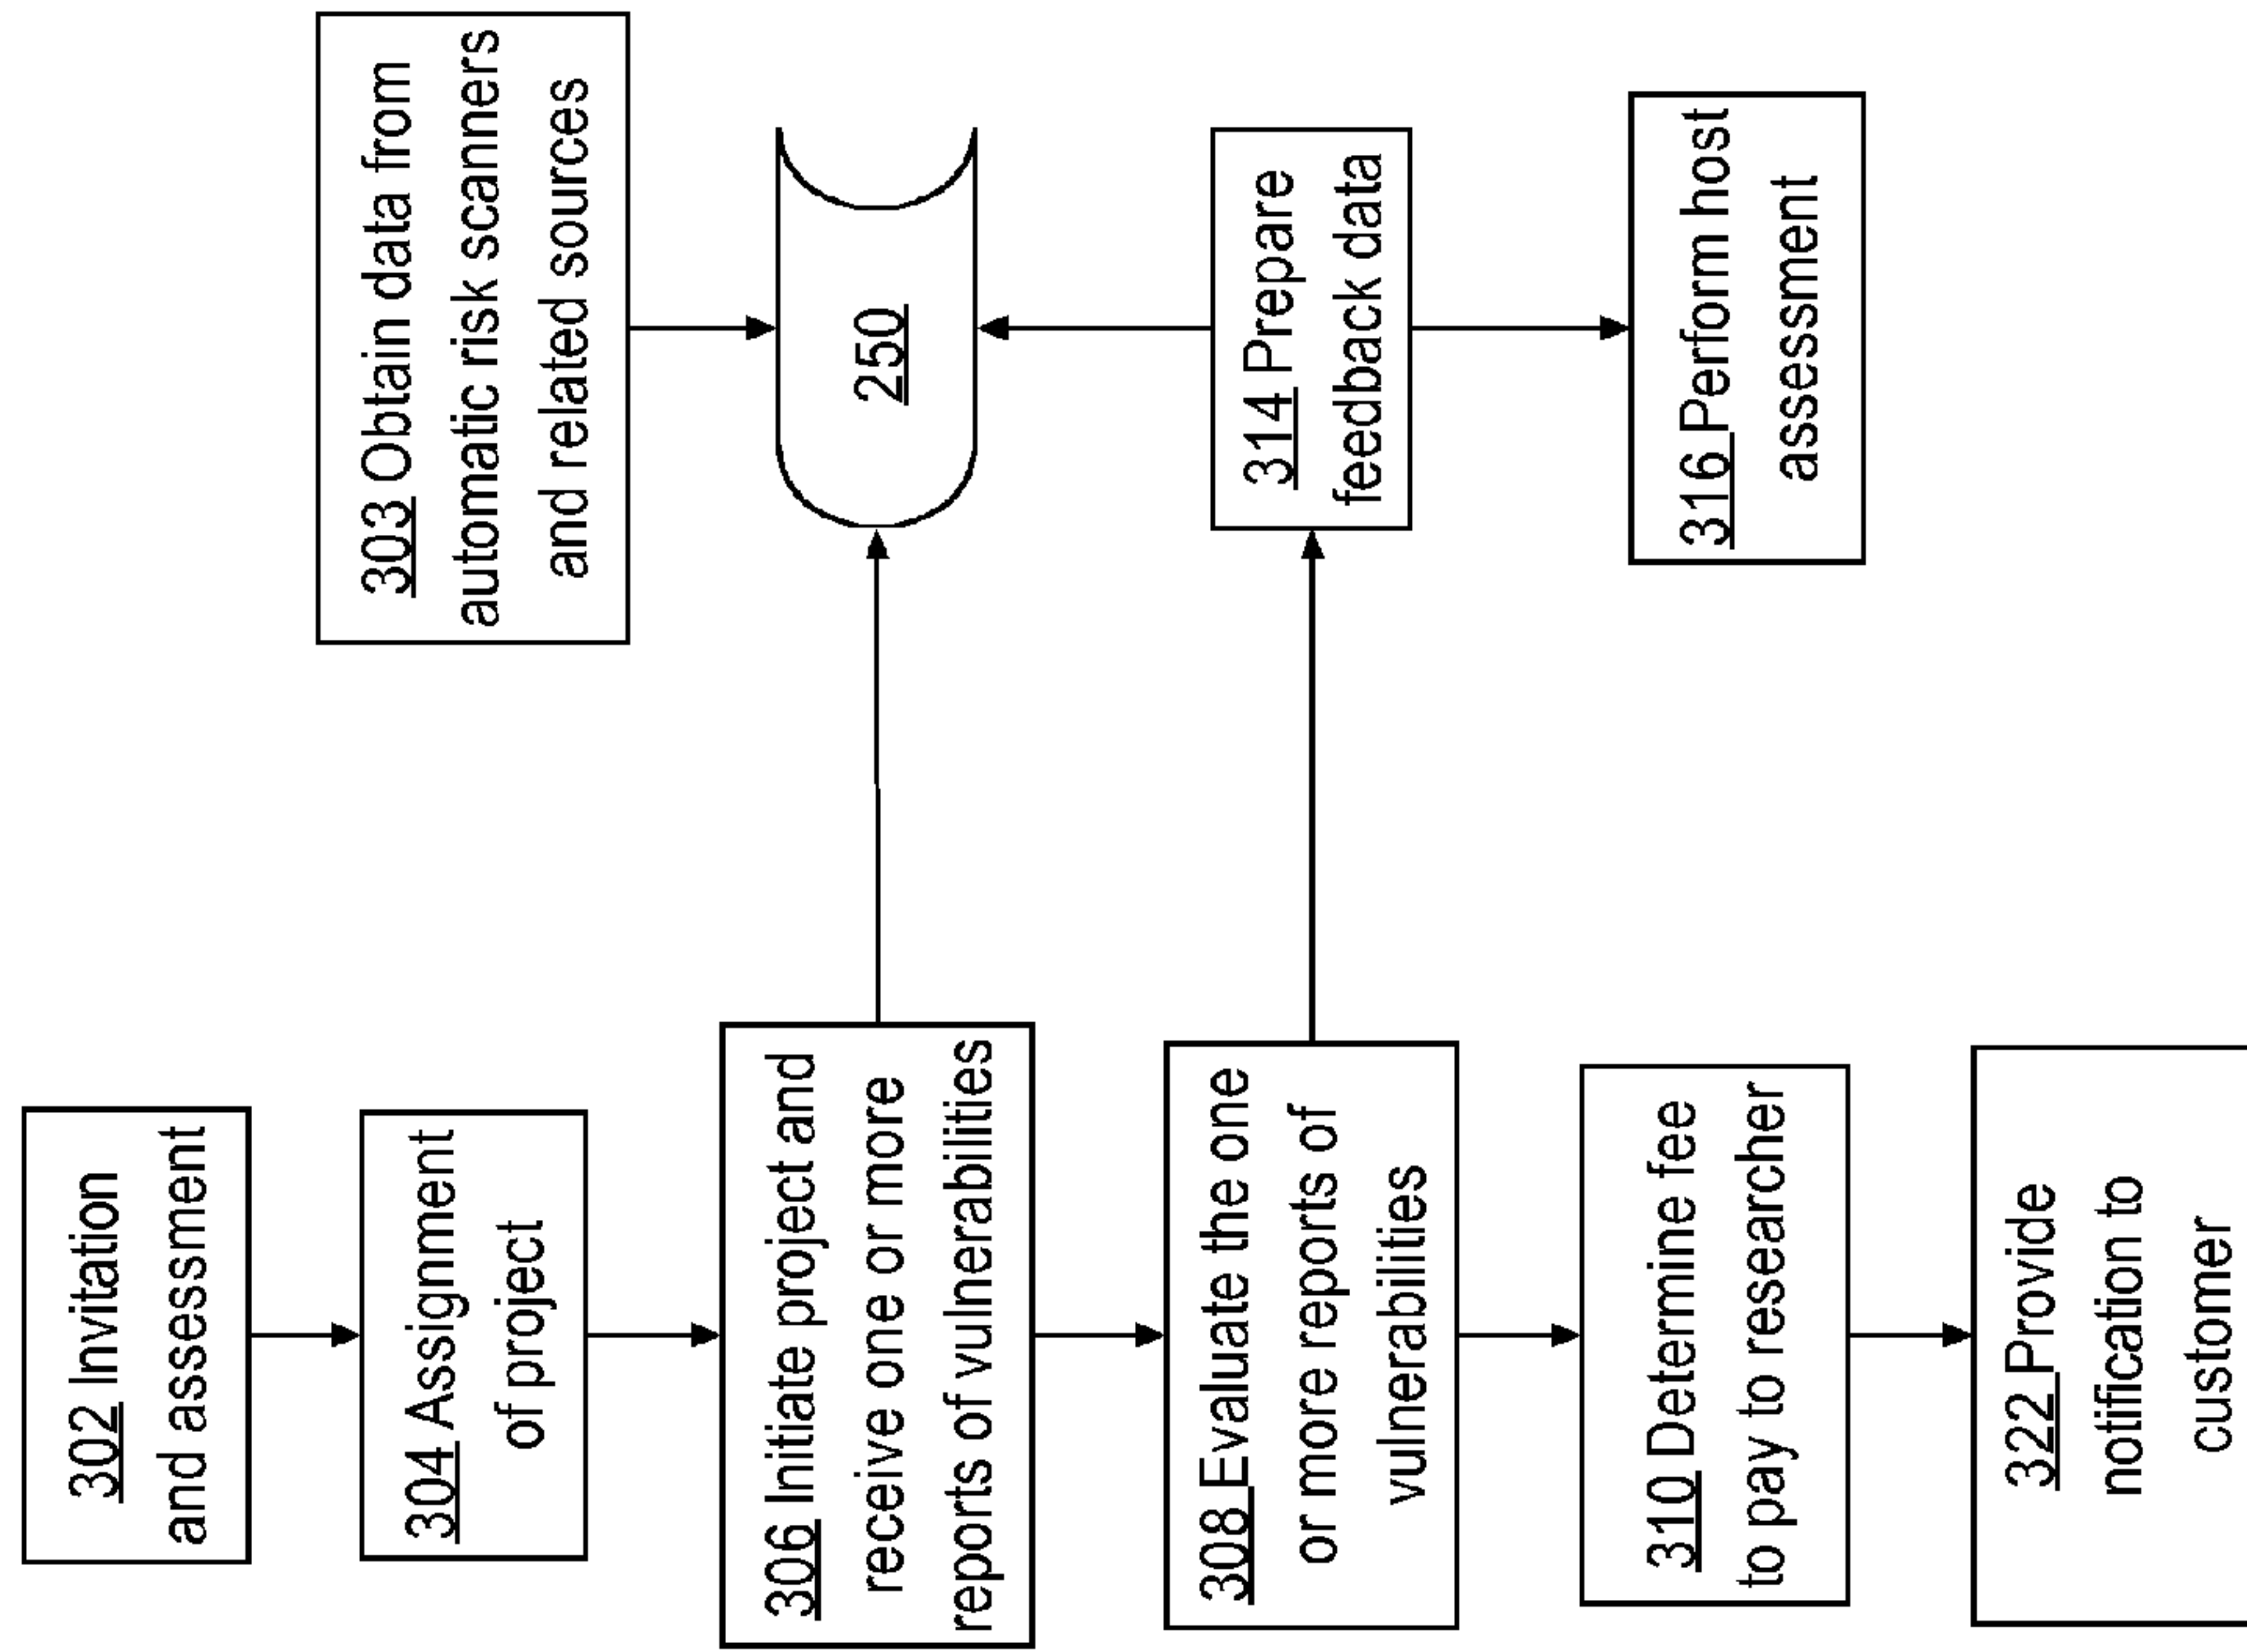 302 Invitation
and assessment
304 Assignment
of project
306 Initiate project and
receive one or more
reports of vulnerabilities
308 Evaluate the one
or more reports of
vulnerabilities
310 Determine fee
to pay to researcher
322 Provide
notification to
customer
303 Obtain data from
automatic risk scanners
and related sources
250
314 Prepare
feedback data
316 Perform host
assessment